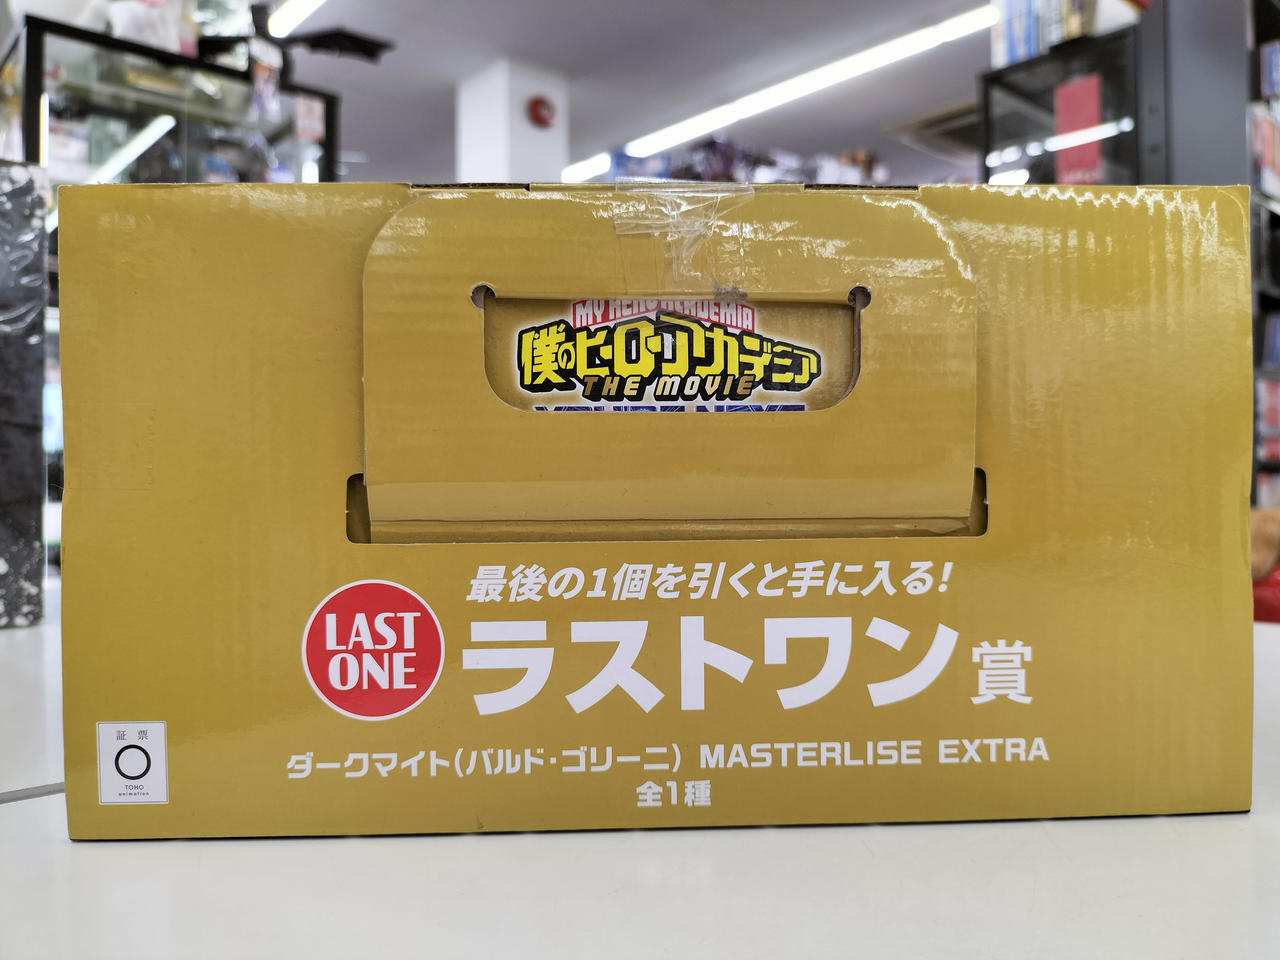 MY HERO ACADEMIA
僕のヒーローアカデミア
THE MOVIE
最後の1個を引くと手に入る!
LAST
ONE
ラストワン賞
ダークマイト(バルド・ゴリーニ) MASTERLISE EXTRA
全1種
証票
TOHO
animation